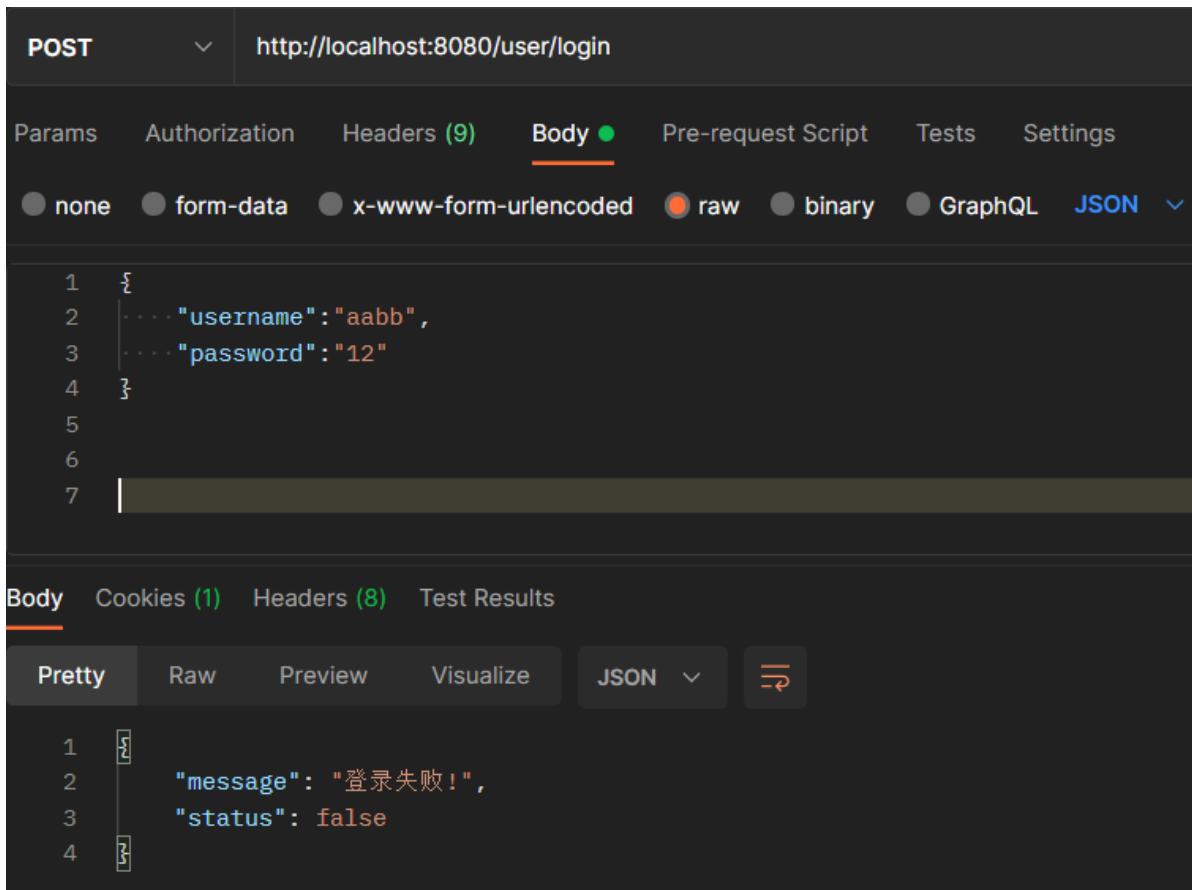 POST http://localhost:8080/user/login
Params Authorization Headers (9) Body Pre-request Script Tests Settings
none form-data x-www-form-urlencoded raw binary GraphQL JSON
1 {
2 ····"username":"aabb",
3 ····"password":"12"
4 }
5
6
7
Body Cookies (1) Headers (8) Test Results
Pretty Raw Preview Visualize JSON
1 {
2 "message": "登录失败!",
3 "status": false
4 }